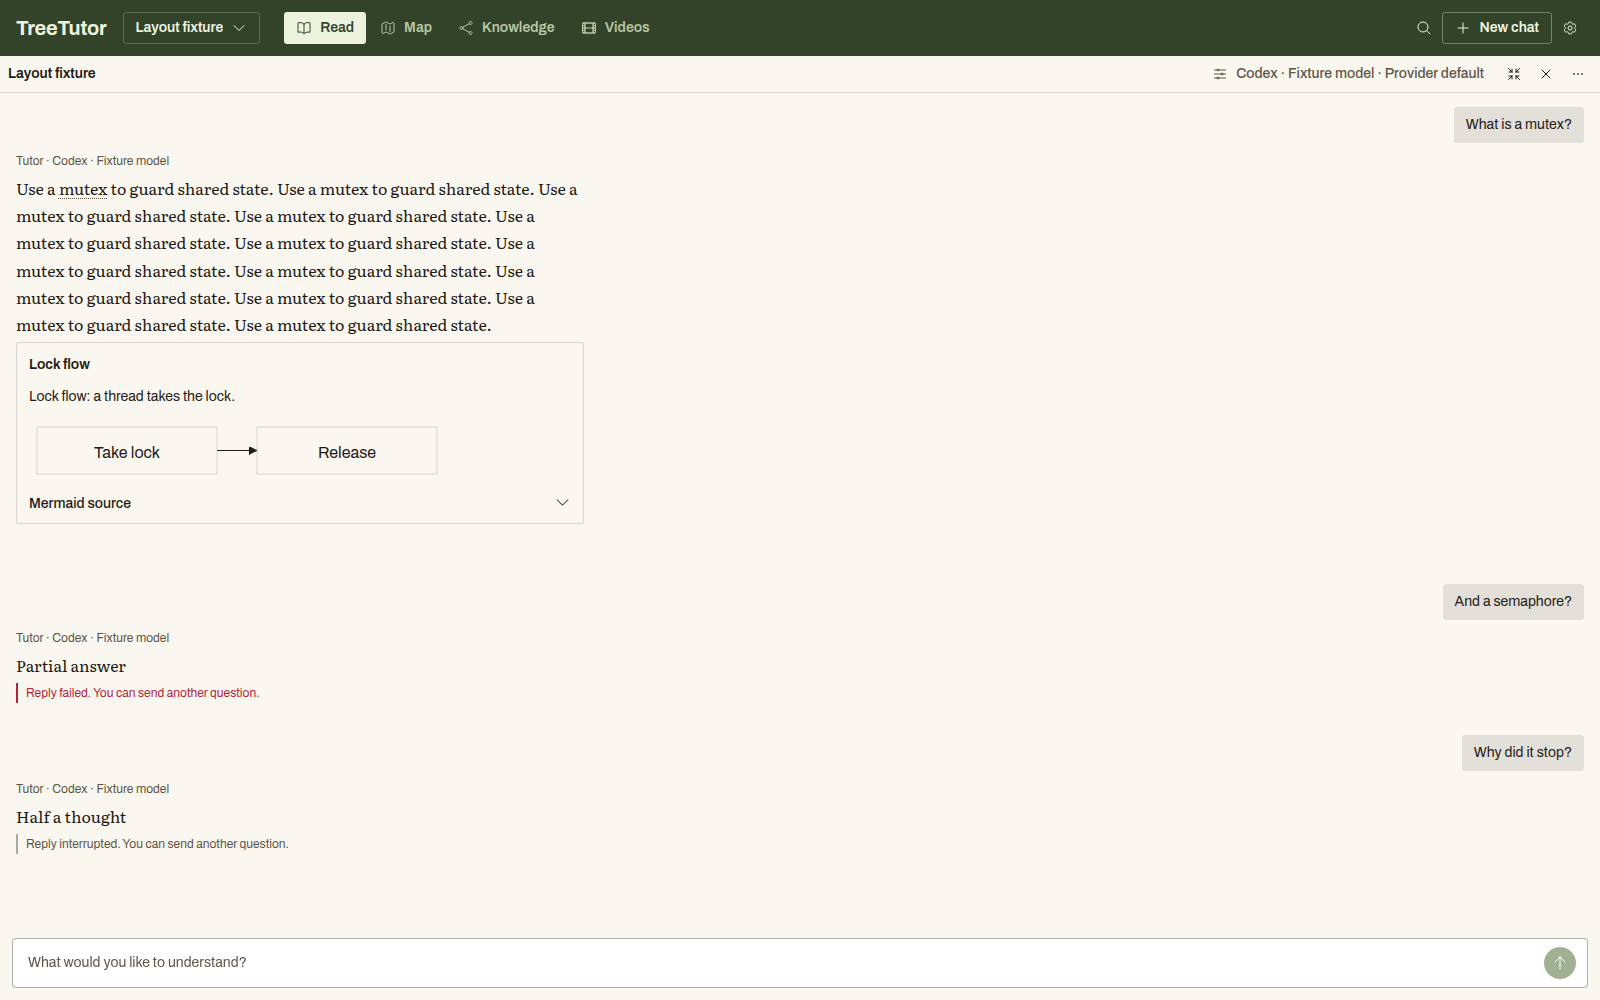 TreeTutor
Layout fixture
Read
Map
Knowledge
Videos
New chat
Layout fixture
Codex · Fixture model · Provider default
What is a mutex?
Tutor · Codex · Fixture model
Use a mutex to guard shared state. Use a mutex to guard shared state. Use a
mutex to guard shared state. Use a mutex to guard shared state. Use a
mutex to guard shared state. Use a mutex to guard shared state. Use a
mutex to guard shared state. Use a mutex to guard shared state. Use a
mutex to guard shared state. Use a mutex to guard shared state. Use a
mutex to guard shared state. Use a mutex to guard shared state.
Lock flow
Lock flow: a thread takes the lock.
Take lock
Release
Mermaid source
And a semaphore?
Tutor · Codex · Fixture model
Partial answer
Reply failed. You can send another question.
Why did it stop?
Tutor · Codex · Fixture model
Half a thought
Reply interrupted. You can send another question.
What would you like to understand?